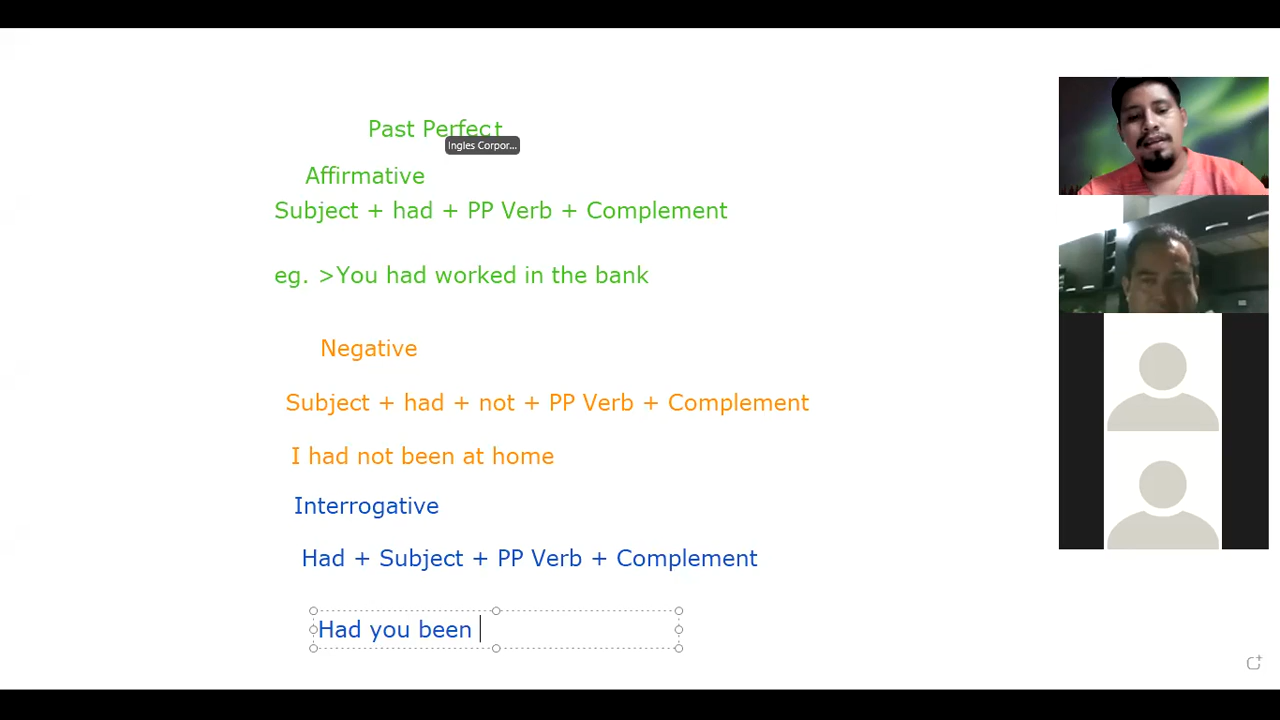 Past Perfect
Ingles Corpor...
Affirmative
Subject + had + PP Verb + Complement
eg. >You had worked in the bank
Negative
Subject + had + not + PP Verb + Complement
I had not been at home
Interrogative
Had + Subject + PP Verb + Complement
Had you been